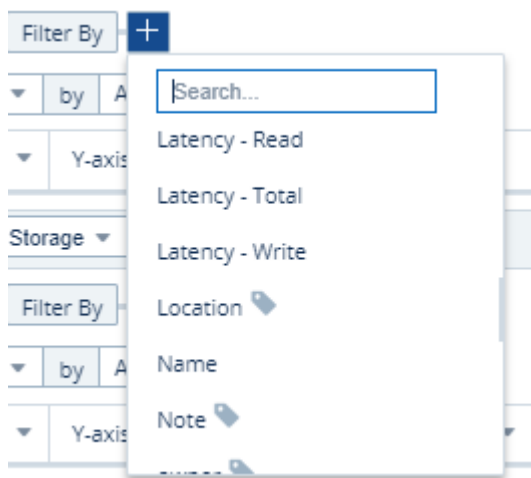 Filter By +
Search...
by A
Latency - Read
Y-axis
Latency - Total
Storage
Latency - Write
Filter By
Location
by A
Name
Y-axis
Note
owner